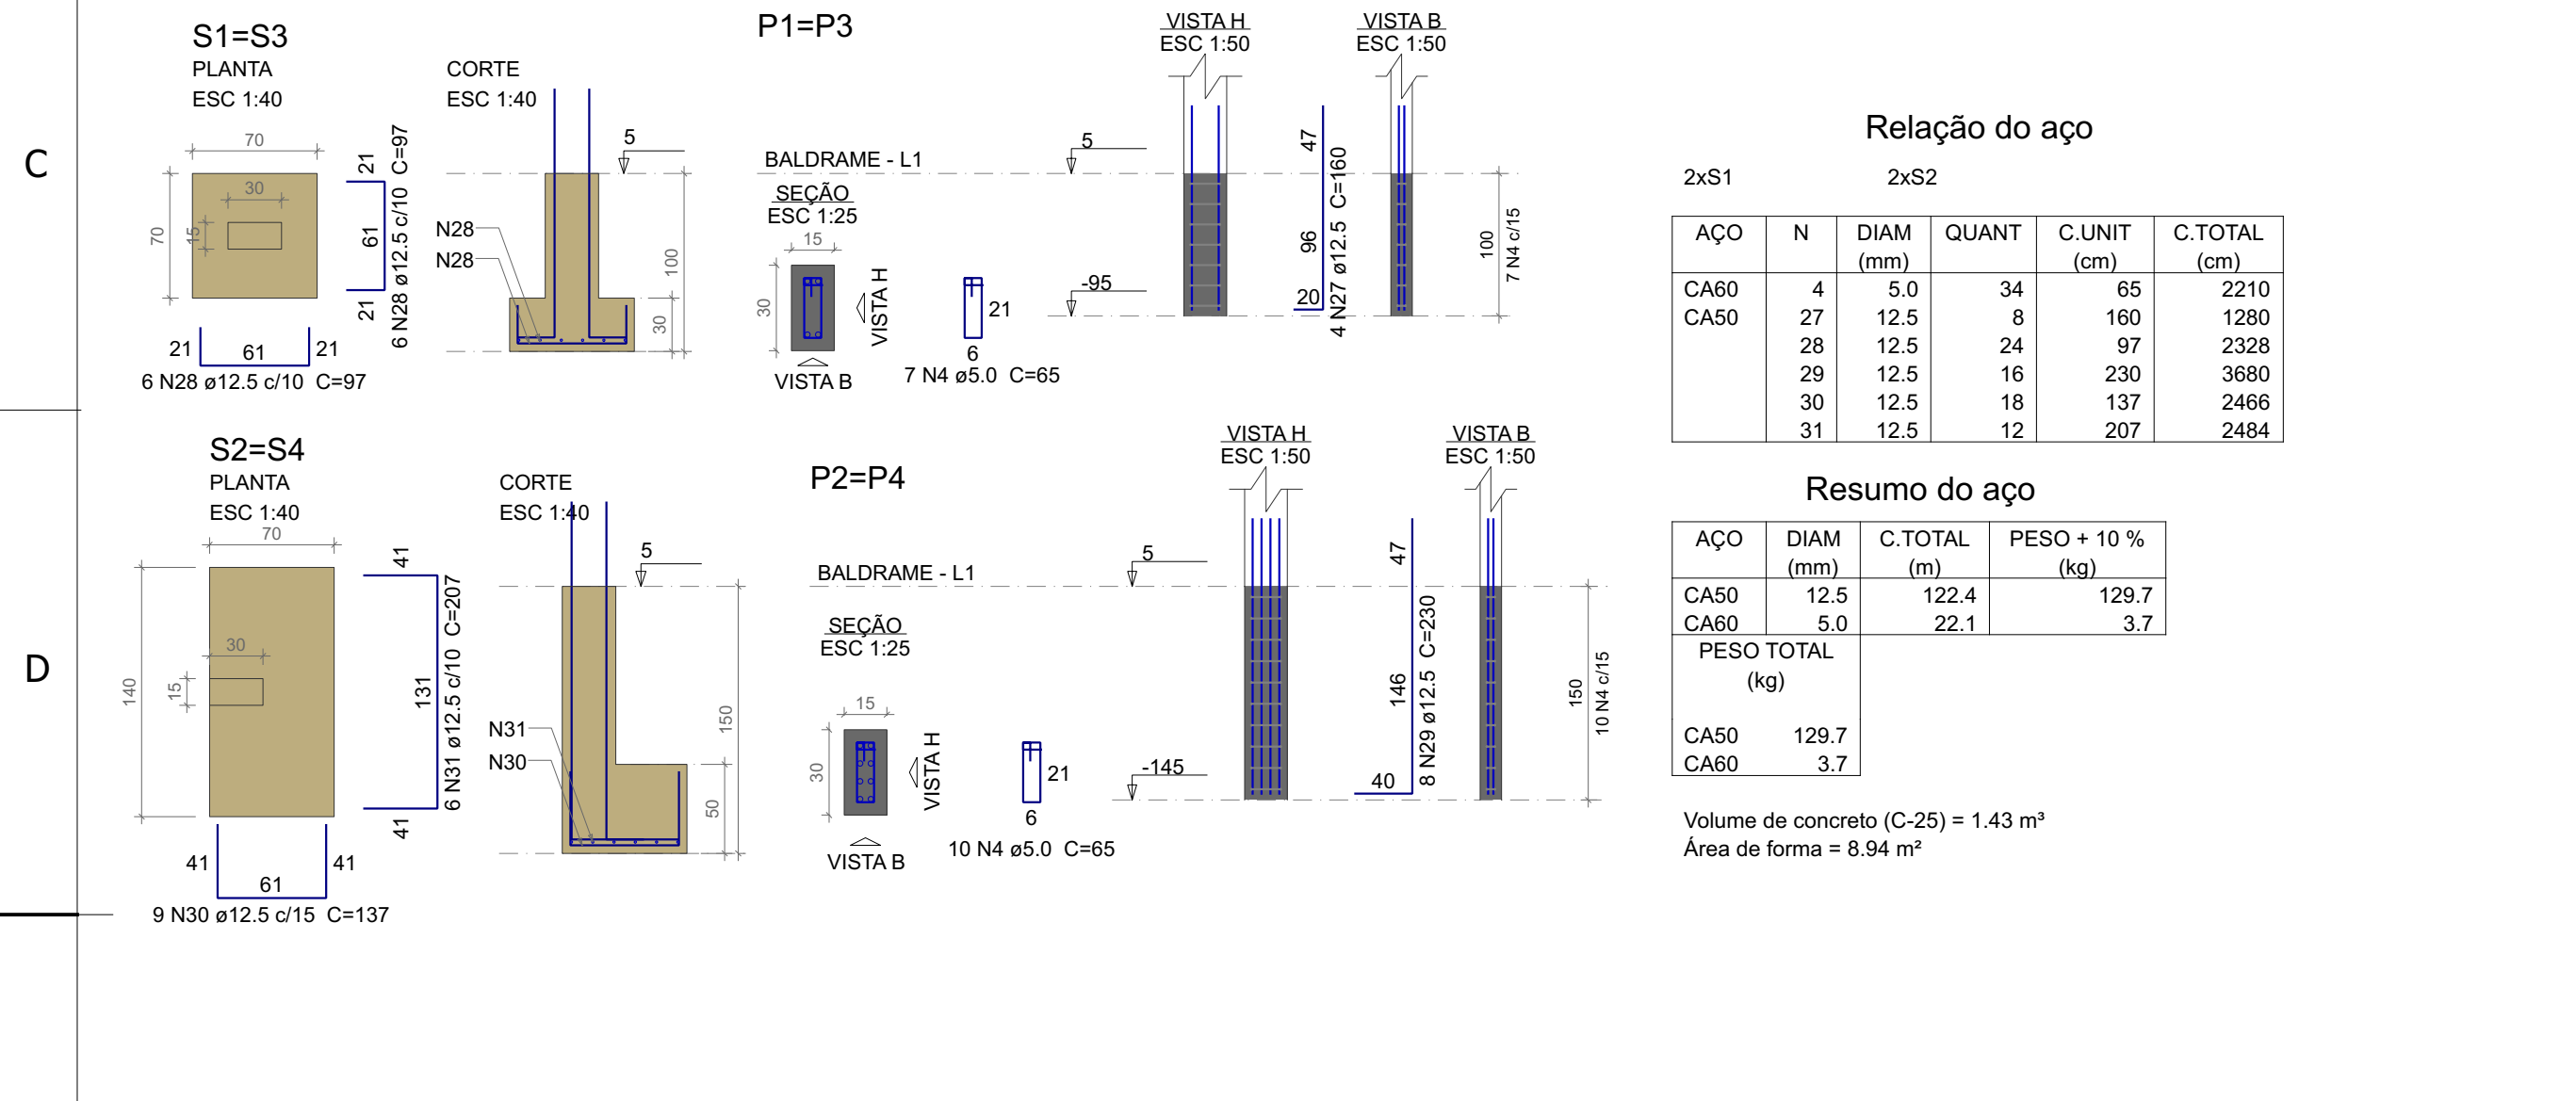 C
D
S1=S3
PLANTA
ESC 1:40
70
70
30
15
21
61
21
6 N28 ø12.5 c/10  C=97
21
61
21
6 N28 ø12.5 c/10  C=97
CORTE
ESC 1:40
5
N28
N28
100
30
P1=P3
BALDRAME - L1
SEÇÃO
ESC 1:25
15
30
VISTA H
VISTA B
21
6
7 N4 ø5.0  C=65
5
-95
VISTA H
ESC 1:50
47
96
20
4 N27 ø12.5  C=160
VISTA B
ESC 1:50
100
7 N4 c/15
S2=S4
PLANTA
ESC 1:40
70
140
30
15
41
131
41
6 N31 ø12.5 c/10  C=207
41
61
41
9 N30 ø12.5 c/15  C=137
CORTE
ESC 1:40
5
N31
N30
150
50
P2=P4
BALDRAME - L1
SEÇÃO
ESC 1:25
15
30
VISTA H
VISTA B
21
6
10 N4 ø5.0  C=65
5
-145
VISTA H
ESC 1:50
47
146
40
8 N29 ø12.5  C=230
VISTA B
ESC 1:50
150
10 N4 c/15
Relação do aço
2xS1 2xS2
AÇO N DIAM QUANT C.UNIT C.TOTAL
(mm) (cm) (cm)
CA60 4 5.0 34 65 2210
CA50 27 12.5 8 160 1280
28 12.5 24 97 2328
29 12.5 16 230 3680
30 12.5 18 137 2466
31 12.5 12 207 2484
Resumo do aço
AÇO DIAM C.TOTAL PESO + 10 %
(mm) (m) (kg)
CA50 12.5 122.4 129.7
CA60 5.0 22.1 3.7
PESO TOTAL
(kg)
CA50 129.7
CA60 3.7
Volume de concreto (C-25) = 1.43 m³
Área de forma = 8.94 m²